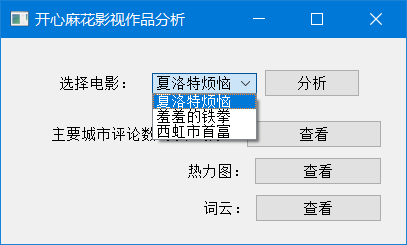 开心麻花影视作品分析
选择电影： 夏洛特烦恼 分析
夏洛特烦恼
羞羞的铁拳
西虹市首富
主要城市评论数 查看
热力图： 查看
词云： 查看